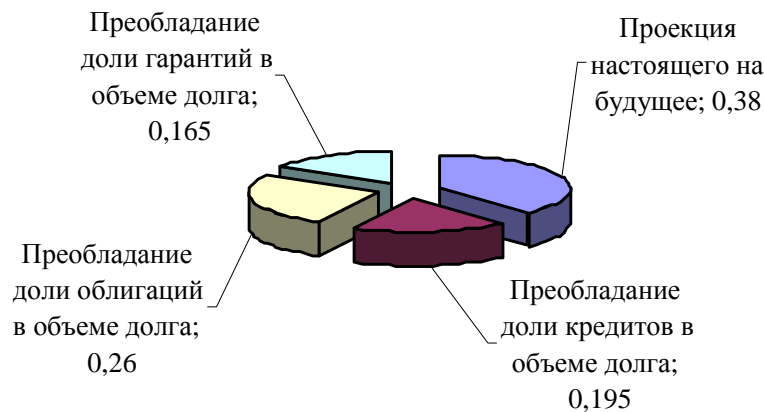 Преобладание
доли гарантий в
объеме долга;
0,165
Проекция
настоящего на
будущее; 0,38
Преобладание
доли облигаций
в объеме долга;
0,26
Преобладание
доли кредитов в
объеме долга;
0,195